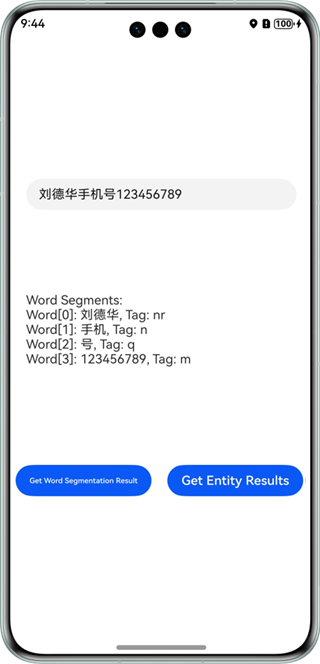 9:44
100
刘德华手机号123456789
Word Segments:
Word[0]: 刘德华, Tag: nr
Word[1]: 手机, Tag: n
Word[2]: 号, Tag: q
Word[3]: 123456789, Tag: m
Get Word Segmentation Result
Get Entity Results